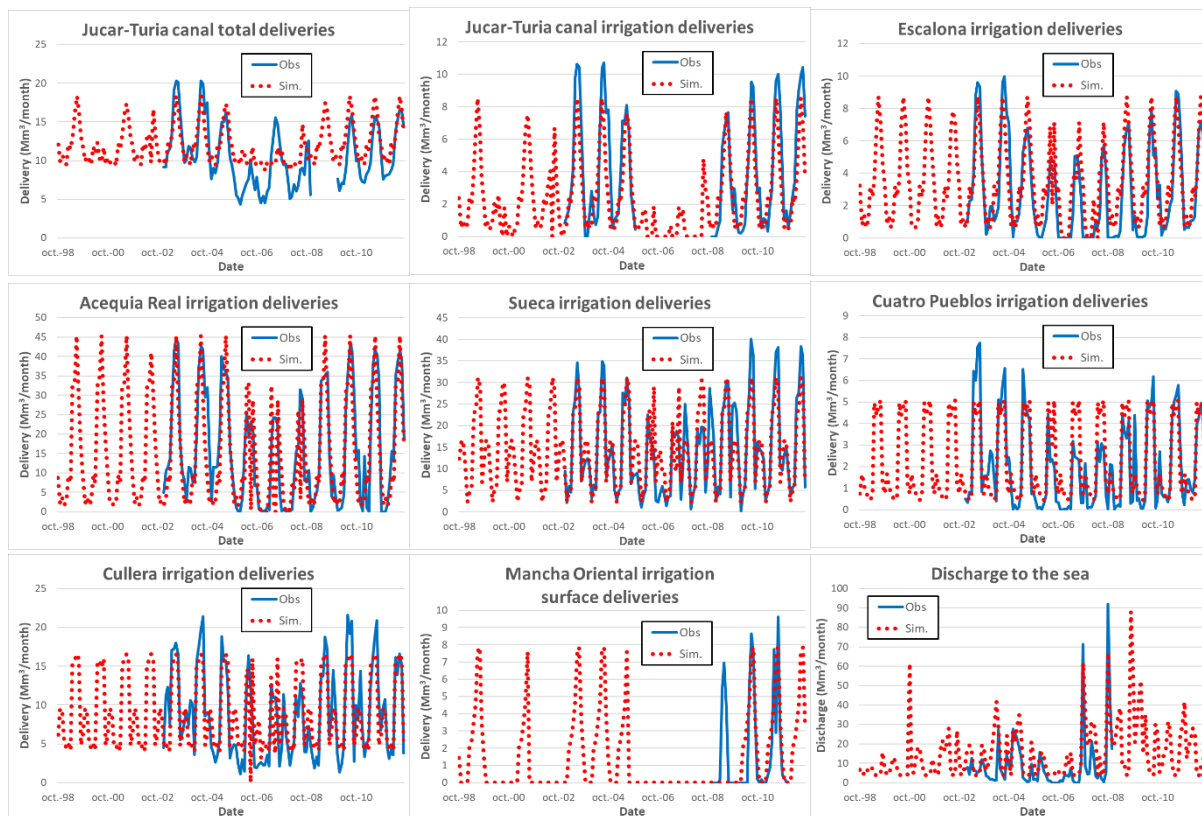 Jucar-Turia canal total deliveries
Delivery (Mm³/month)
25
20
15
10
5
0
Obs
Sim.
oct.-98
oct.-00
oct.-02
oct.-04
oct.-06
oct.-08
oct.-10
Date
Jucar-Turia canal irrigation deliveries
Delivery (Mm³/month)
12
10
8
6
4
2
0
Obs
Sim.
oct.-98
oct.-00
oct.-02
oct.-04
oct.-06
oct.-08
oct.-10
Date
Escalona irrigation deliveries
Delivery (Mm³/month)
12
10
8
6
4
2
0
Obs
Sim.
oct.-98
oct.-00
oct.-02
oct.-04
oct.-06
oct.-08
oct.-10
Date
Acequia Real irrigation deliveries
Delivery (Mm³/month)
50
45
40
35
30
25
20
15
10
5
0
Obs
Sim.
oct.-98
oct.-00
oct.-02
oct.-04
oct.-06
oct.-08
oct.-10
Date
Sueca irrigation deliveries
Delivery (Mm³/month)
45
40
35
30
25
20
15
10
5
0
Obs
Sim.
oct.-98
oct.-00
oct.-02
oct.-04
oct.-06
oct.-08
oct.-10
Date
Cuatro Pueblos irrigation deliveries
Delivery (Mm³/month)
9
8
7
6
5
4
3
2
1
0
Obs
Sim.
oct.-98
oct.-00
oct.-02
oct.-04
oct.-06
oct.-08
oct.-10
Date
Cullera irrigation deliveries
Delivery (Mm³/month)
25
20
15
10
5
0
Obs
Sim.
oct.-98
oct.-00
oct.-02
oct.-04
oct.-06
oct.-08
oct.-10
Date
Mancha Oriental irrigation
surface deliveries
Delivery (Mm³/month)
10
9
8
7
6
5
4
3
2
1
0
Obs
Sim.
oct.-98
oct.-00
oct.-02
oct.-04
oct.-06
oct.-08
oct.-10
Date
Discharge to the sea
Discharge (Mm³/month)
100
90
80
70
60
50
40
30
20
10
0
Obs
Sim.
oct.-98
oct.-00
oct.-02
oct.-04
oct.-06
oct.-08
oct.-10
Date